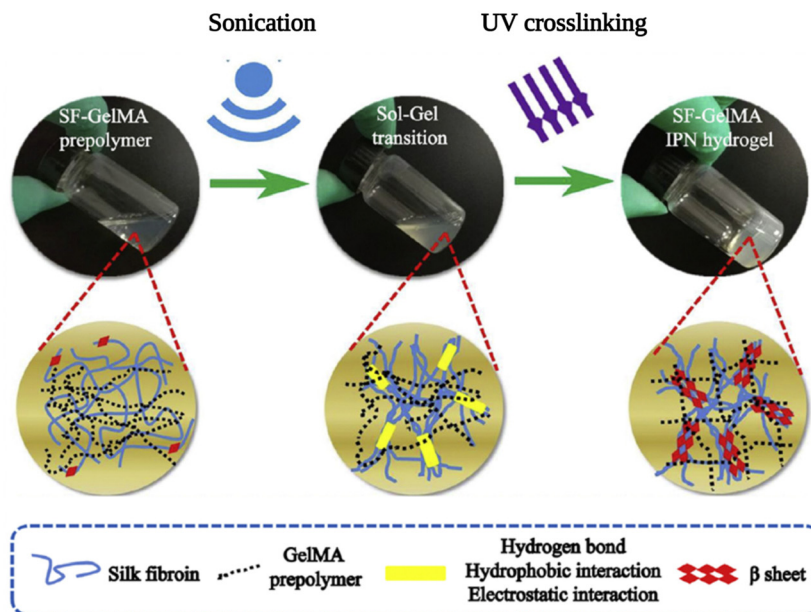 Sonication
UV crosslinking
SF-GelMA
prepolymer
Sol-Gel
transition
SF-GelMA
IPN hydrogel
Silk fibroin
GelMA
prepolymer
Hydrogen bond
Hydrophobic interaction
Electrostatic interaction
β sheet